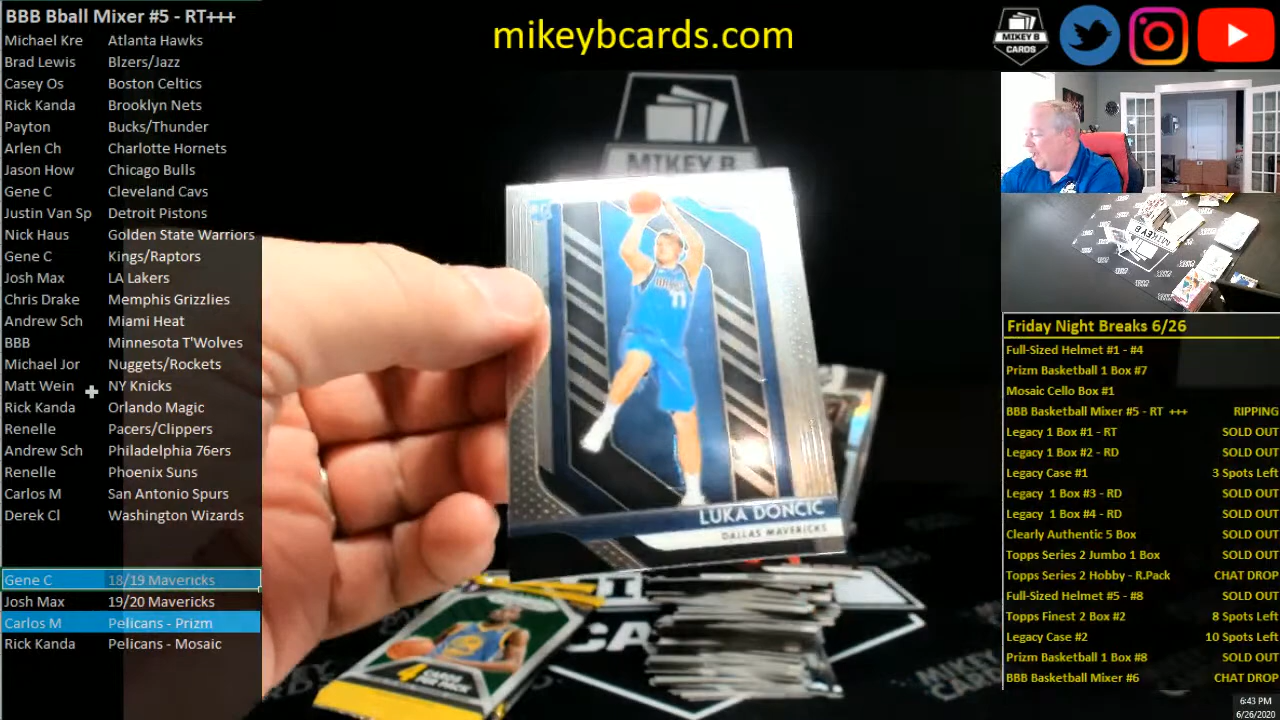 BBB Bball Mixer #5 - RT+++
Michael Kre Atlanta Hawks
Brad Lewis Blzers/Jazz
Casey Os Boston Celtics
Rick Kanda Brooklyn Nets
Payton Bucks/Thunder
Arlen Ch Charlotte Hornets
Jason How Chicago Bulls
Gene C Cleveland Cavs
Justin Van Sp Detroit Pistons
Nick Haus Golden State Warriors
Gene C Kings/Raptors
Josh Max LA Lakers
Chris Drake Memphis Grizzlies
Andrew Sch Miami Heat
BBB Minnesota T'Wolves
Michael Jor Nuggets/Rockets
Matt Wein NY Knicks
Rick Kanda Orlando Magic
Renelle Pacers/Clippers
Andrew Sch Philadelphia 76ers
Renelle Phoenix Suns
Carlos M San Antonio Spurs
Derek Cl Washington Wizards
Gene C 18/19 Mavericks
Josh Max 19/20 Mavericks
Carlos M Pelicans - Prizm
Rick Kanda Pelicans - Mosaic
mikeybcards.com
MIKEY B
CARDS
MIKEY B
77
LUKA DONCIC
DALLAS MAVERICKS
4
CARDS
PER PACK
MIKEY B
Friday Night Breaks 6/26
Full-Sized Helmet #1 - #4
Prizm Basketball 1 Box #7
Mosaic Cello Box #1
BBB Basketball Mixer #5 - RT +++ RIPPING
Legacy 1 Box #1 - RT SOLD OUT
Legacy 1 Box #2 - RD SOLD OUT
Legacy Case #1 3 Spots Left
Legacy 1 Box #3 - RD SOLD OUT
Legacy 1 Box #4 - RD SOLD OUT
Clearly Authentic 5 Box SOLD OUT
Topps Series 2 Jumbo 1 Box SOLD OUT
Topps Series 2 Hobby - R.Pack CHAT DROP
Full-Sized Helmet #5 - #8 SOLD OUT
Topps Finest 2 Box #2 8 Spots Left
Legacy Case #2 10 Spots Left
Prizm Basketball 1 Box #8 SOLD OUT
BBB Basketball Mixer #6 CHAT DROP
6:43 PM
6/26/2020